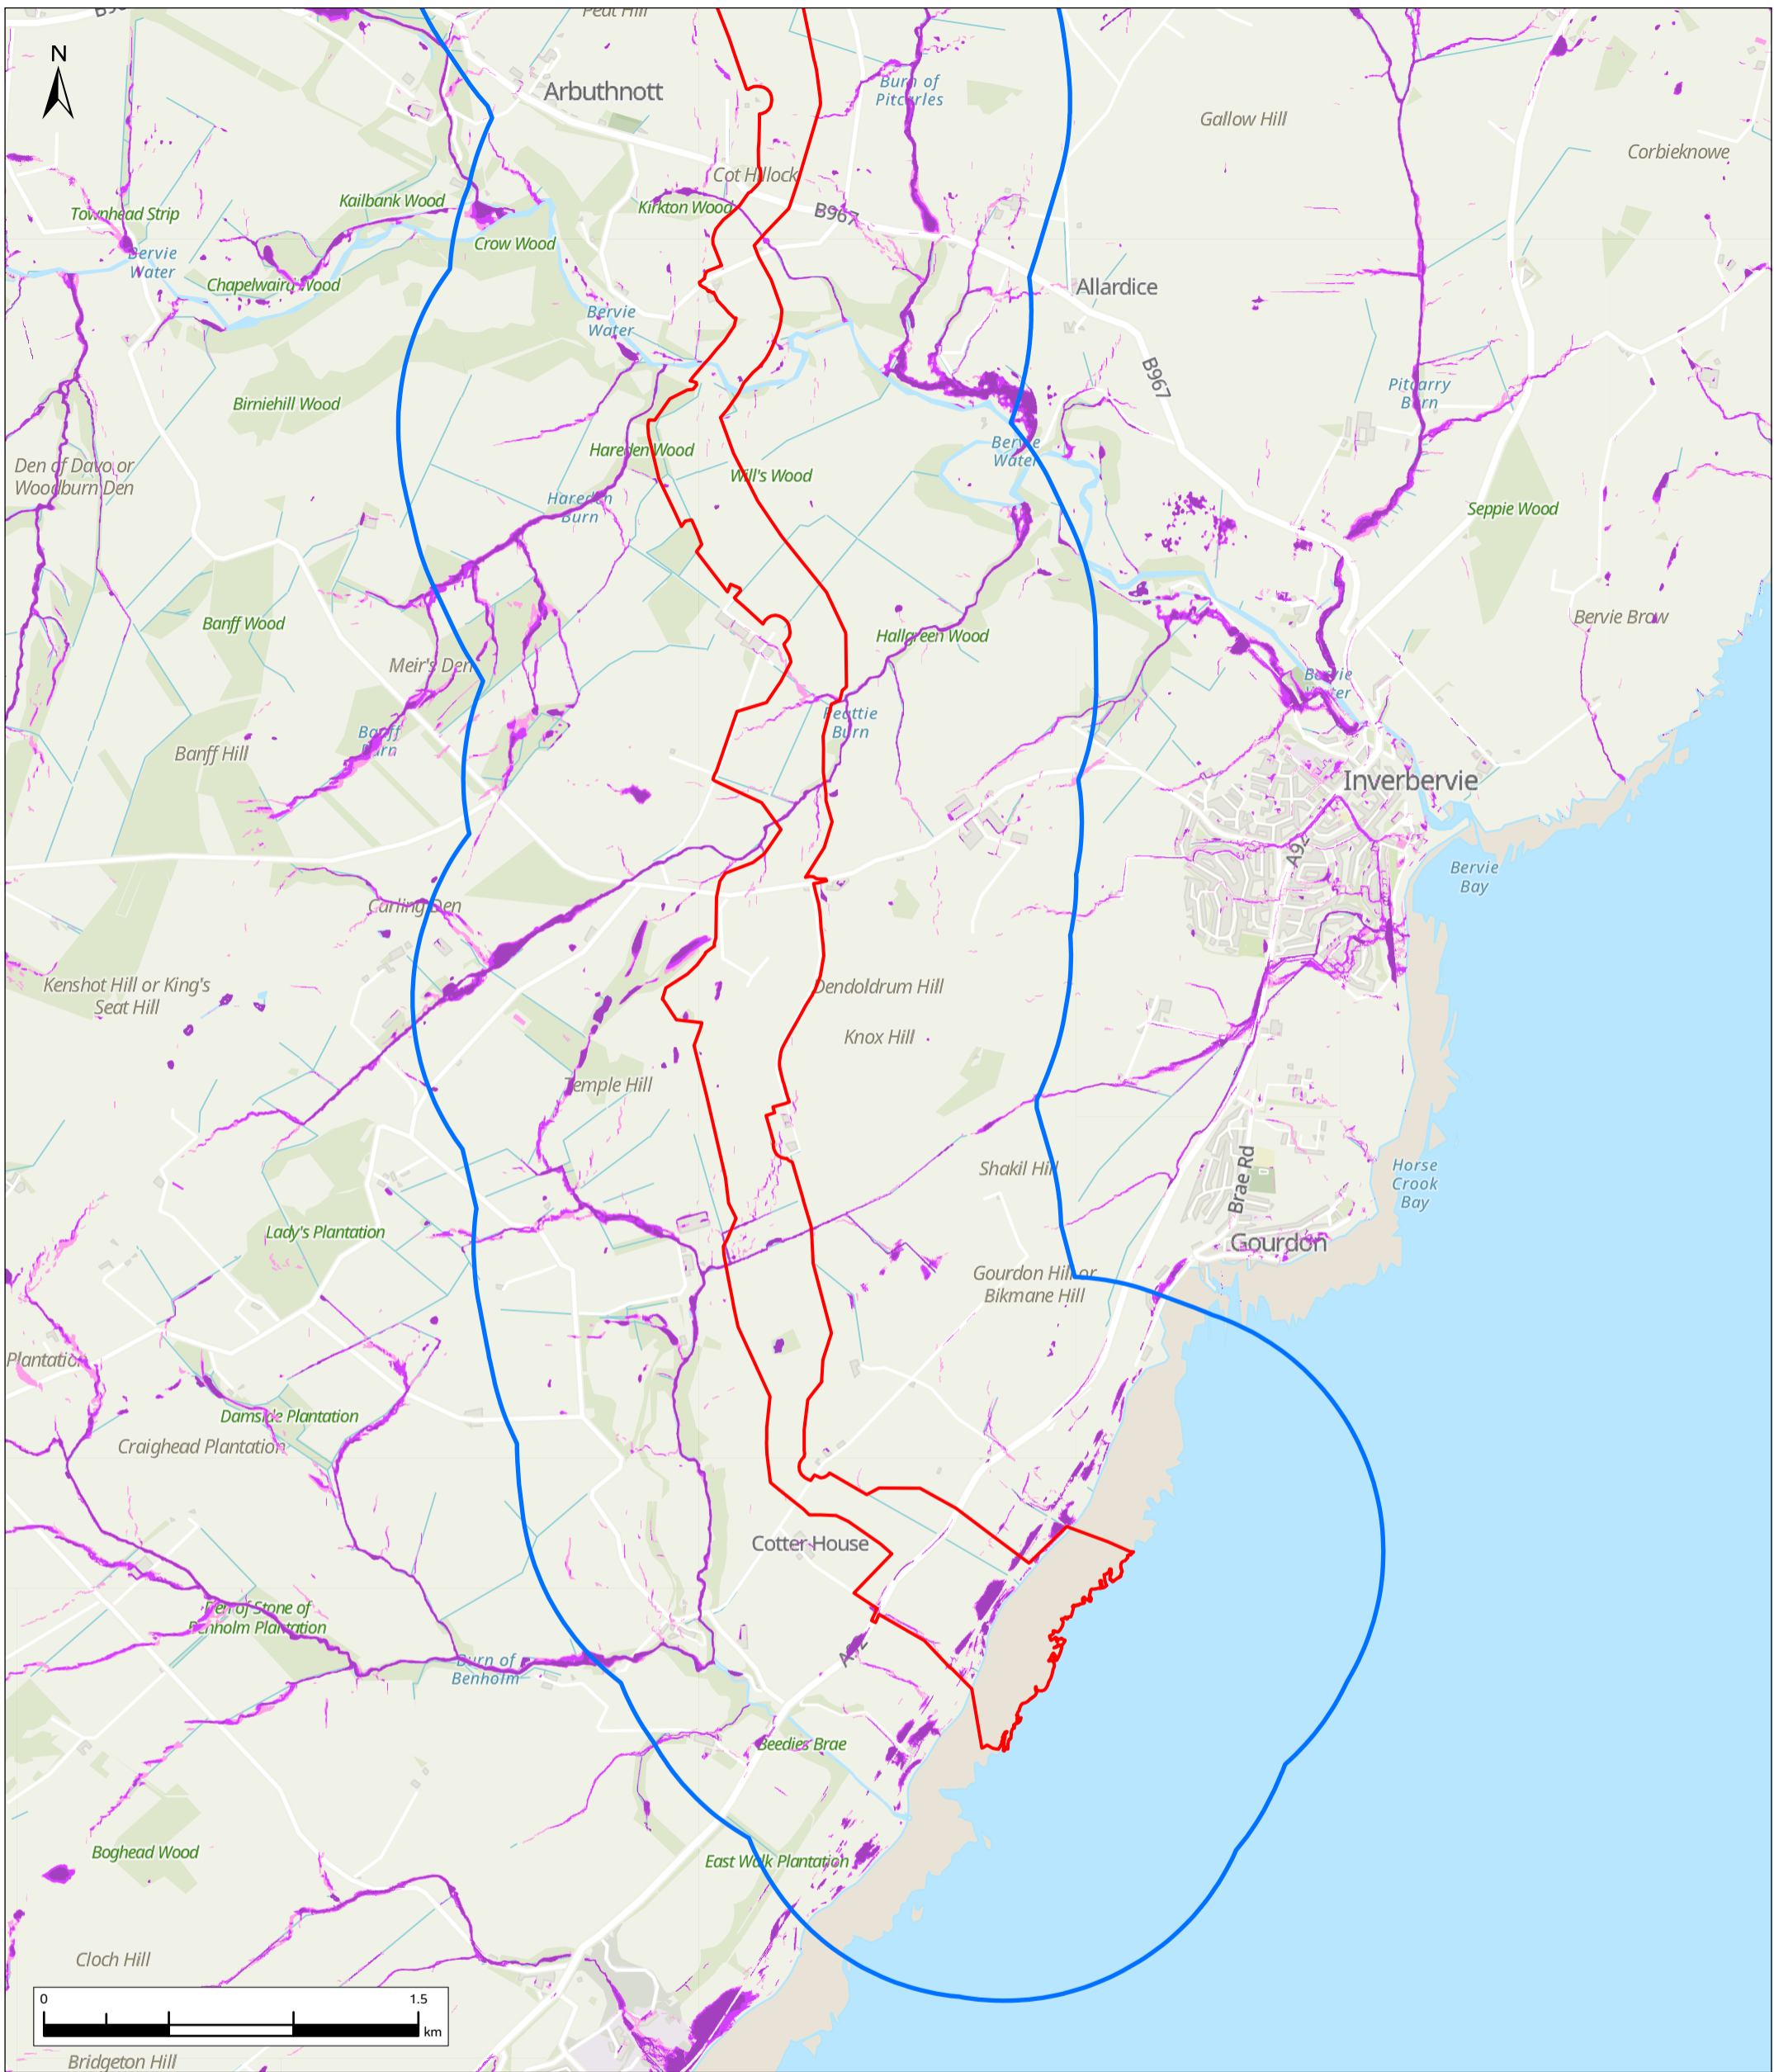 Peat Hill
N
Arbuthnott
Burn of
Pitcarles
Gallow Hill
Corbieknowe
Cot Hillock
Kailbank Wood
Kirkton Wood
Townhead Strip
B967
Crow Wood
Bervie
Water
Chapelwaird Wood
Allardice
Bervie
Water
B967
Birniehill Wood
Pitcarry
Burn
Hareden Wood
Bervie
Water
Den of Davo or
Woodburn Den
Will's Wood
Hareden
Burn
Seppie Wood
Banff Wood
Bervie Brow
Hallgreen Wood
Meir's Den
Bervie
Water
Peattie
Burn
Banff
Burn
Banff Hill
Inverbervie
A92
Bervie
Bay
Carling Den
Kenshot Hill or King's
Seat Hill
Dendoldrum Hill
Knox Hill
Temple Hill
Shakil Hill
Horse
Crook
Bay
Brae Rd
Lady's Plantation
Gourdon
Gourdon Hill or
Bikmane Hill
Plantation
Damside Plantation
Craighead Plantation
Cotter House
Den of Stone of
Benholm Plantation
A92
Burn of
Benholm
Beedies Brae
Boghead Wood
East Walk Plantation
Cloch Hill
0 1.5
km
Bridgeton Hill